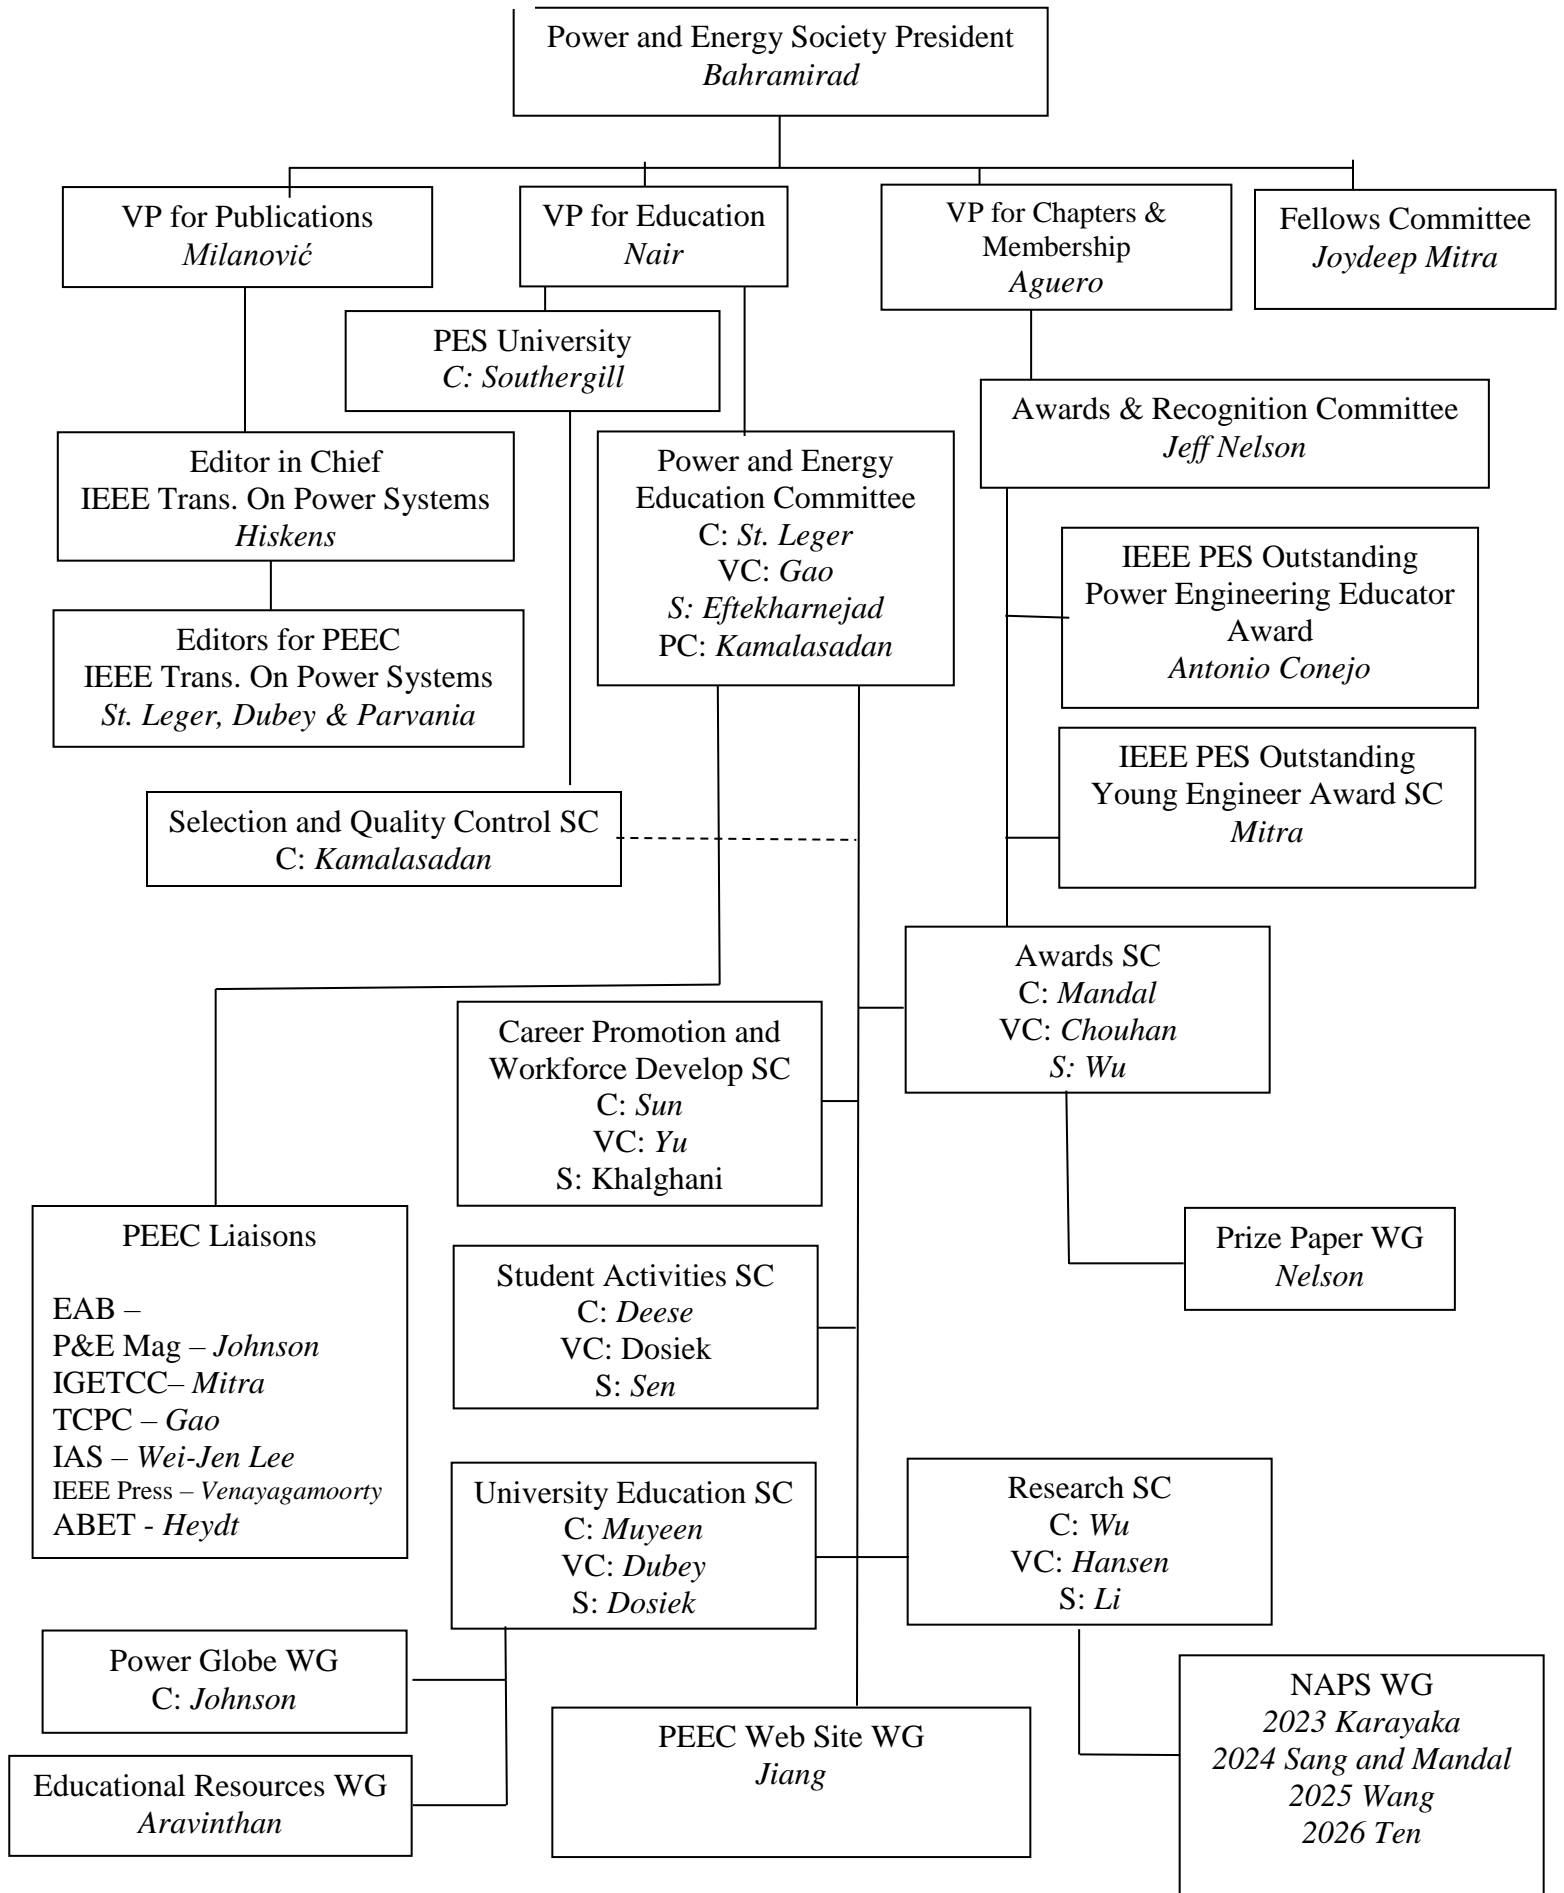 Power and Energy Society President
Bahramirad
VP for Publications
Milanović
VP for Education
Nair
VP for Chapters &
Membership
Aguero
Fellows Committee
Joydeep Mitra
PES University
C: Southergill
Awards & Recognition Committee
Jeff Nelson
Editor in Chief
IEEE Trans. On Power Systems
Hiskens
Power and Energy
Education Committee
C: St. Leger
VC: Gao
S: Eftekharnejad
PC: Kamalasadan
IEEE PES Outstanding
Power Engineering Educator
Award
Antonio Conejo
Editors for PEEC
IEEE Trans. On Power Systems
St. Leger, Dubey & Parvania
IEEE PES Outstanding
Young Engineer Award SC
Mitra
Selection and Quality Control SC
C: Kamalasadan
Awards SC
C: Mandal
VC: Chouhan
S: Wu
Career Promotion and
Workforce Develop SC
C: Sun
VC: Yu
S: Khalghani
PEEC Liaisons
EAB –
P&E Mag – Johnson
IGETCC– Mitra
TCPC – Gao
IAS – Wei-Jen Lee
IEEE Press – Venayagamoorty
ABET - Heydt
Prize Paper WG
Nelson
Student Activities SC
C: Deese
VC: Dosiek
S: Sen
University Education SC
C: Muyeen
VC: Dubey
S: Dosiek
Research SC
C: Wu
VC: Hansen
S: Li
Power Globe WG
C: Johnson
NAPS WG
2023 Karayaka
2024 Sang and Mandal
2025 Wang
2026 Ten
PEEC Web Site WG
Jiang
Educational Resources WG
Aravinthan